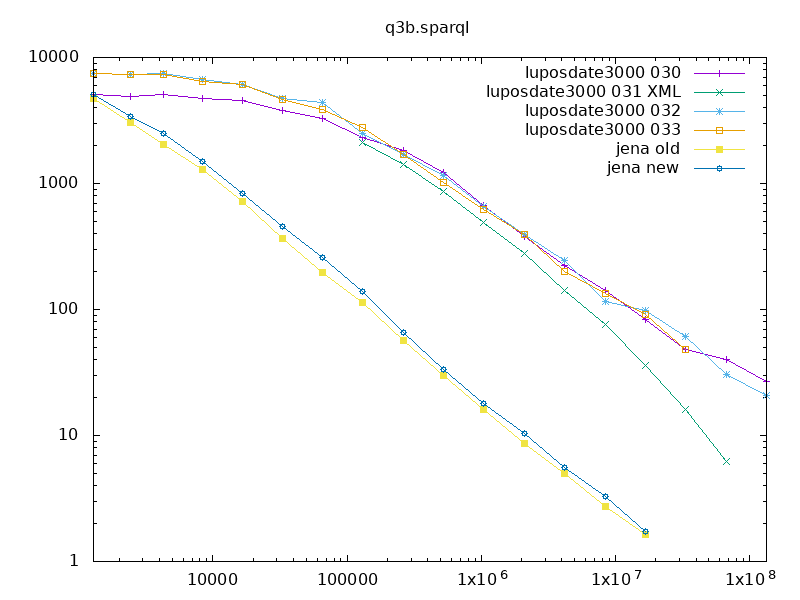 q3b.sparql
10000
1000
100
10
1
luposdate3000 030
luposdate3000 031 XML
luposdate3000 032
luposdate3000 033
jena old
jena new
10000 100000 1x10^6 1x10^7 1x10^8